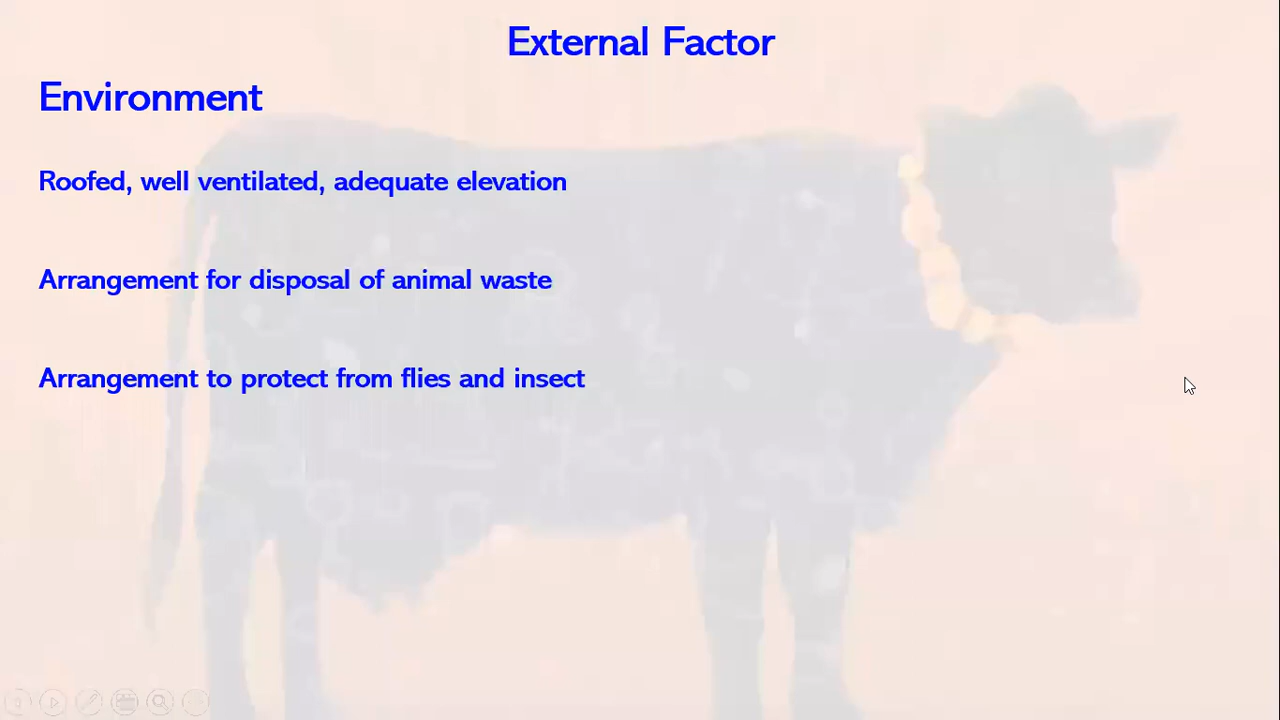 External Factor
Environment
Roofed, well ventilated, adequate elevation
Arrangement for disposal of animal waste
Arrangement to protect from flies and insect